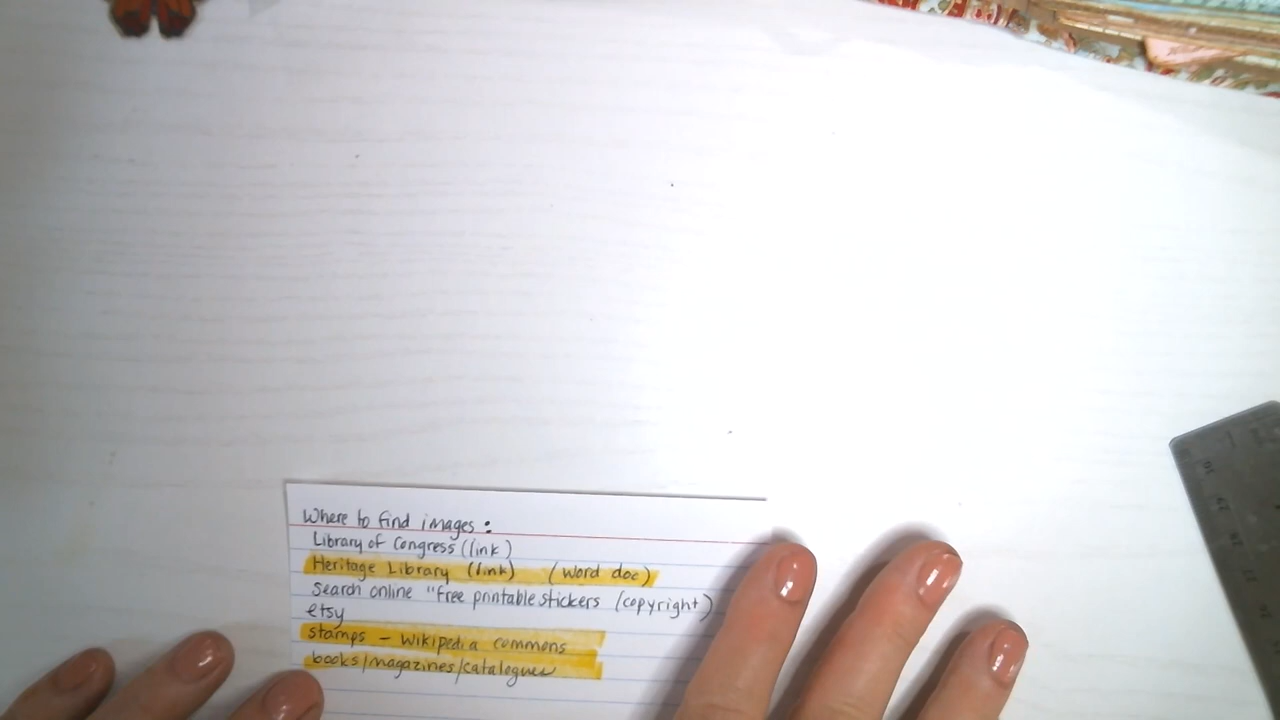 Where to find images:
Library of Congress (link)
Heritage Library (link) (word doc)
Search online "free printable stickers (copyright)
etsy
stamps - Wikipedia commons
books/magazines/catalogues